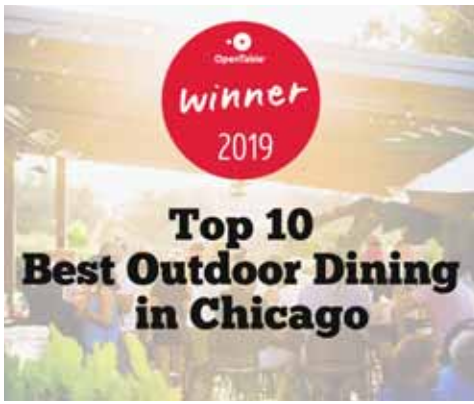 OpenTable
winner
2019
Top 10
Best Outdoor Dining
in Chicago